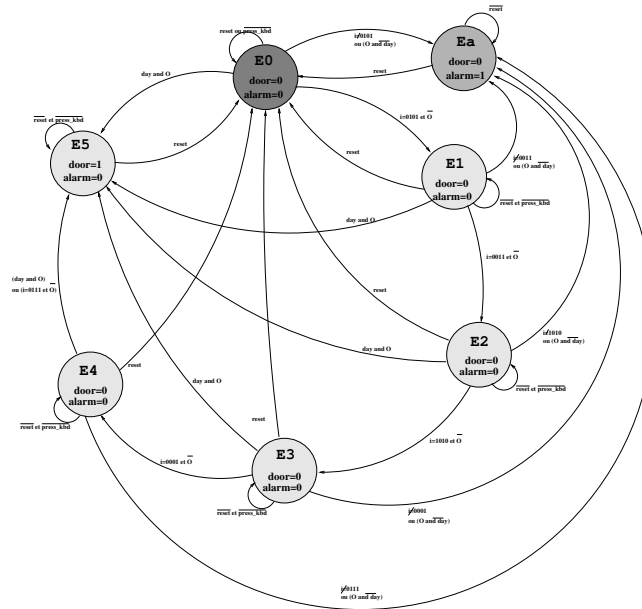 reset
reset ou press_kbd
i≠0101
ou (O and day)
E0
door=0
alarm=0
Ea
door=0
alarm=1
day and O
reset
reset et press_kbd
i=0101 et O
E5
door=1
alarm=0
reset
reset
i≠0011
ou (O and day)
E1
door=0
alarm=0
reset et press_kbd
day and O
(day and O)
ou (i=0111 et O)
i=0011 et O
reset
E2
door=0
alarm=0
i≠1010
ou (O and day)
day and O
reset
E4
door=0
alarm=0
day and O
reset et press_kbd
reset et press_kbd
reset
i=1010 et O
i=0001 et O
E3
door=0
alarm=0
reset et press_kbd
i≠0001
ou (O and day)
i≠0111
ou (O and day)